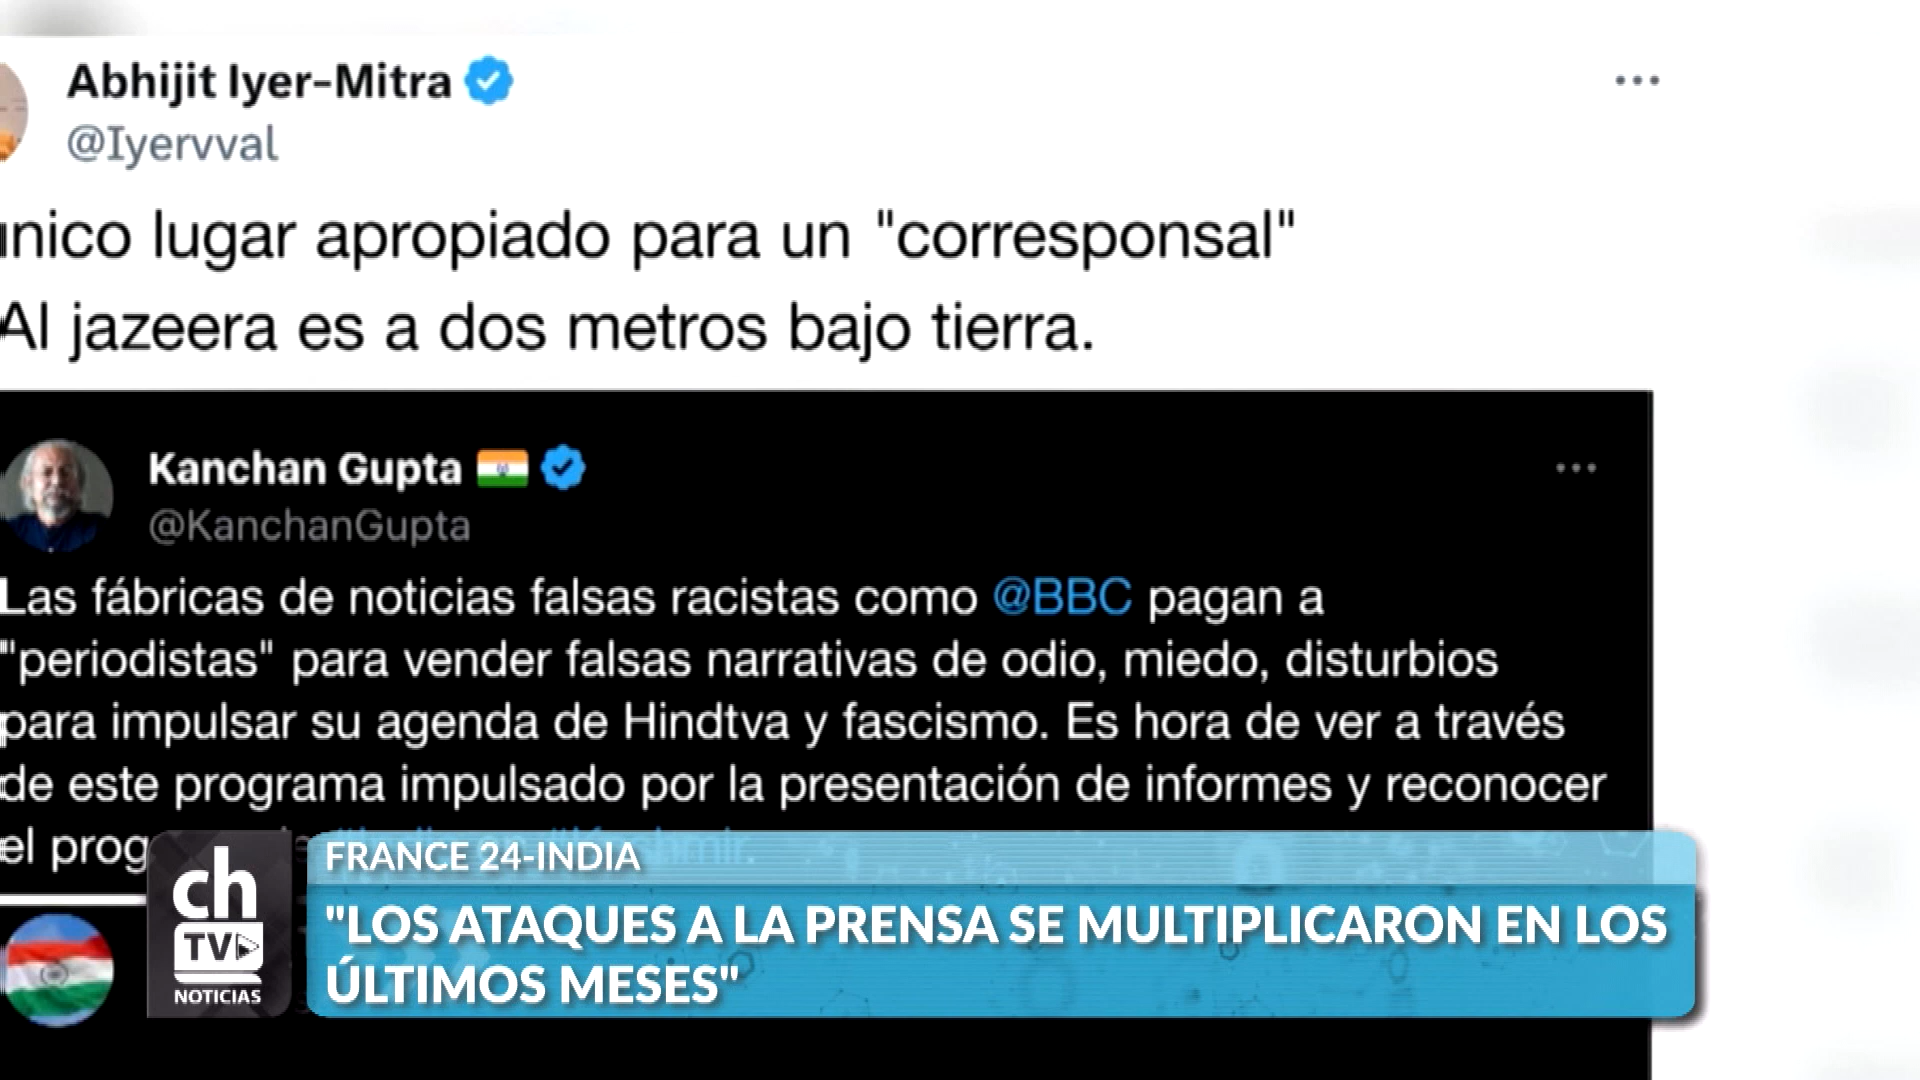 Abhijit Iyer-Mitra
@Iyervval
nico lugar apropiado para un "corresponsal"
Al jazeera es a dos metros bajo tierra.
Kanchan Gupta
@KanchanGupta
Las fábricas de noticias falsas racistas como @BBC pagan a
"periodistas" para vender falsas narrativas de odio, miedo, disturbios
para impulsar su agenda de Hindtva y fascismo. Es hora de ver a través
de este programa impulsado por la presentación de informes y reconocer
el prog
ch
TV
NOTICIAS
FRANCE 24-INDIA
"LOS ATAQUES A LA PRENSA SE MULTIPLICARON EN LOS
ÚLTIMOS MESES"